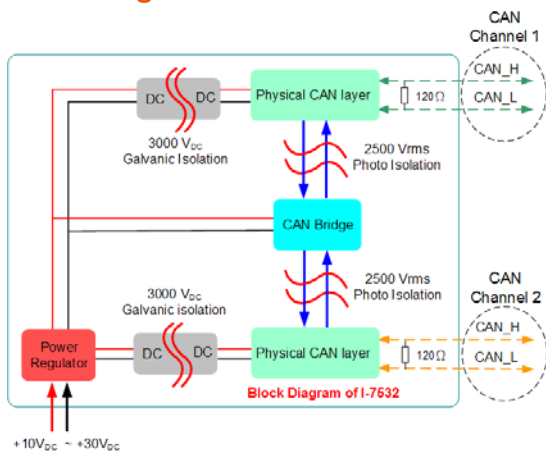 CAN
Channel 1
CAN_H
CAN_L
120Ω
DC DC
Physical CAN layer
3000 VDC
Galvanic Isolation
2500 Vrms
Photo Isolation
CAN Bridge
2500 Vrms
Photo Isolation
3000 VDC
Galvanic isolation
CAN
Channel 2
CAN_H
CAN_L
120Ω
Power
Regulator
DC DC
Physical CAN layer
Block Diagram of I-7532
+10VDC ~ +30VDC